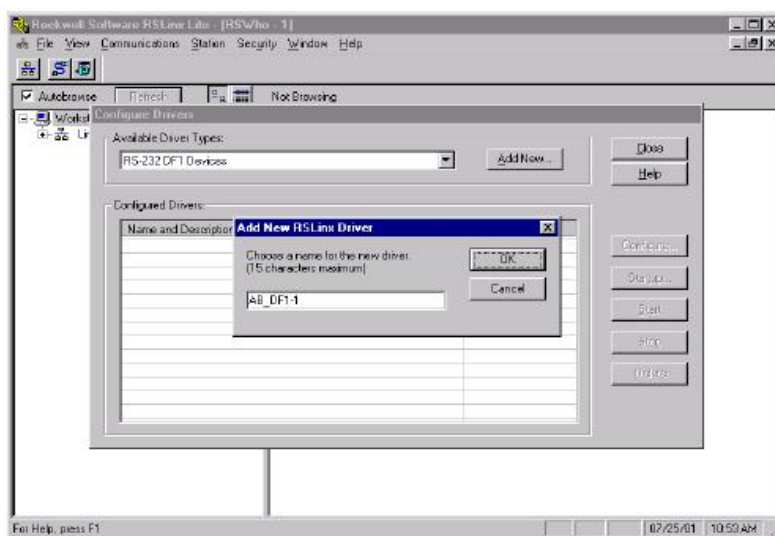 Rockwell Software RSLinx Lite - [RSWho - 1]
File View Communications Station Security Window Help
Autobrowse Refresh Not Browsing
Works
Lin
Configure Drivers
Available Driver Types:
RS-232 DF1 Devices
Add New...
Close
Help
Configured Drivers:
Name and Description
Configure...
Startup...
Start
Stop
Delete
Add New RSLinx Driver
Choose a name for the new driver.
(15 characters maximum)
AB_DF1-1
OK
Cancel
For Help, press F1
07/25/01 10:53 AM